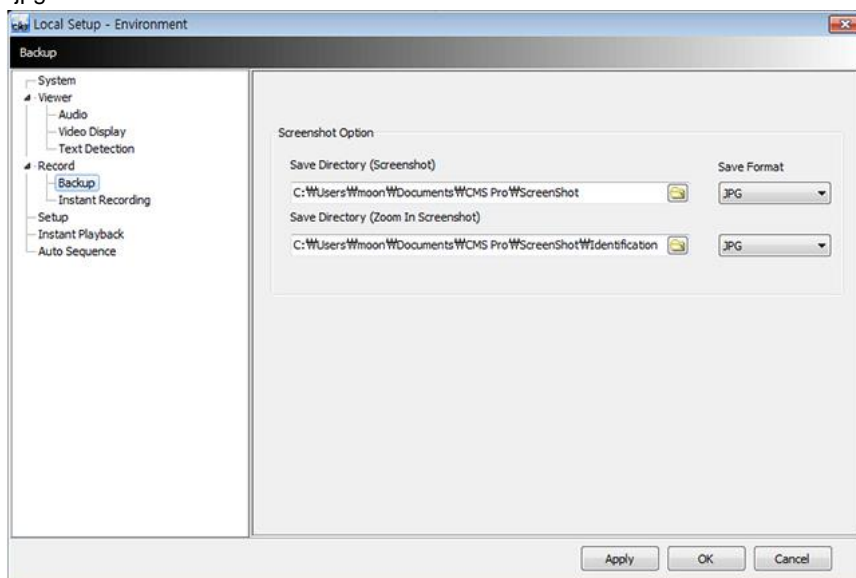 Local Setup - Environment
Backup
System
Viewer
Audio
Video Display
Text Detection
Record
Backup
Instant Recording
Setup
Instant Playback
Auto Sequence
Screenshot Option
Save Directory (Screenshot)
Save Format
C:₩Users₩moon₩Documents₩CMS Pro₩ScreenShot
JPG
Save Directory (Zoom In Screenshot)
C:₩Users₩moon₩Documents₩CMS Pro₩ScreenShot₩Identification
JPG
Apply
OK
Cancel